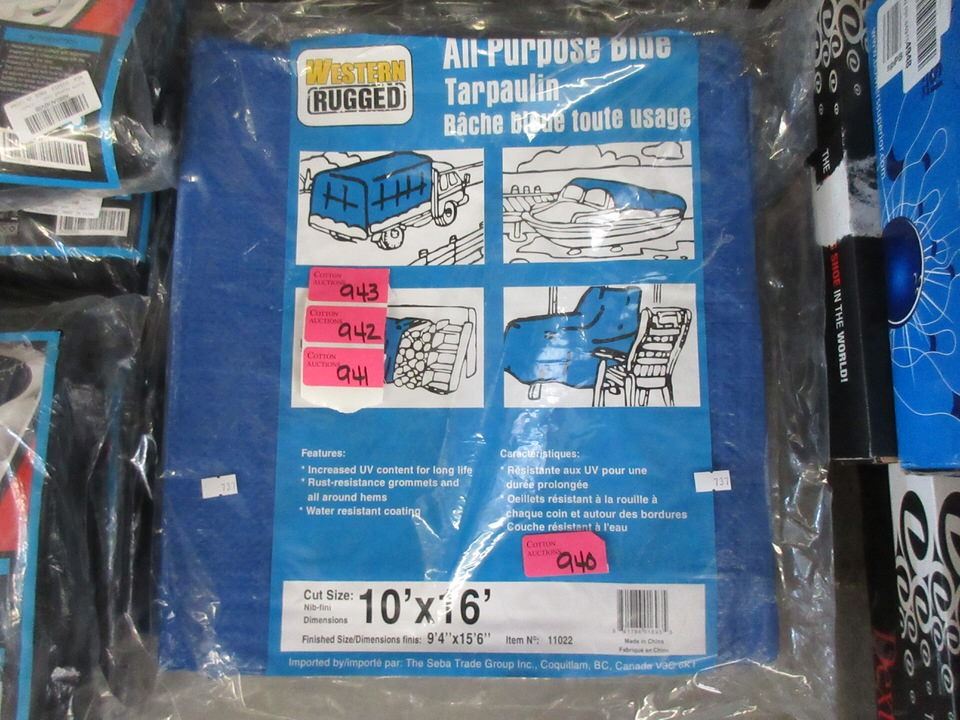 WESTERN
RUGGED
All Purpose Blue
Tarpaulin
Bâche bleue toute usage
COTTON
AUCTIONS
943
COTTON
AUCTIONS
942
COTTON
AUCTIONS
941
Features:
* Increased UV content for long life
* Rust-resistance grommets and
all around hems
* Water resistant coating
Caractéristiques:
* Résistante aux UV pour une
durée prolongée
* Oeillets résistant à la rouille à
chaque coin et autour des bordures
Couche résistant à l'eau
737
737
COTTON
AUCTIONS
940
Cut Size: 10'x16'
Nib-fini
Dimensions
Finished Size/Dimensions finis: 9'4"x15'6" Item Nº: 11022
Made in China
Fabriqué en Chine
Imported by/importé par: The Seba Trade Group Inc., Coquitlam, BC, Canada V3C 6K1
THE
SHOE IN THE WORLD!